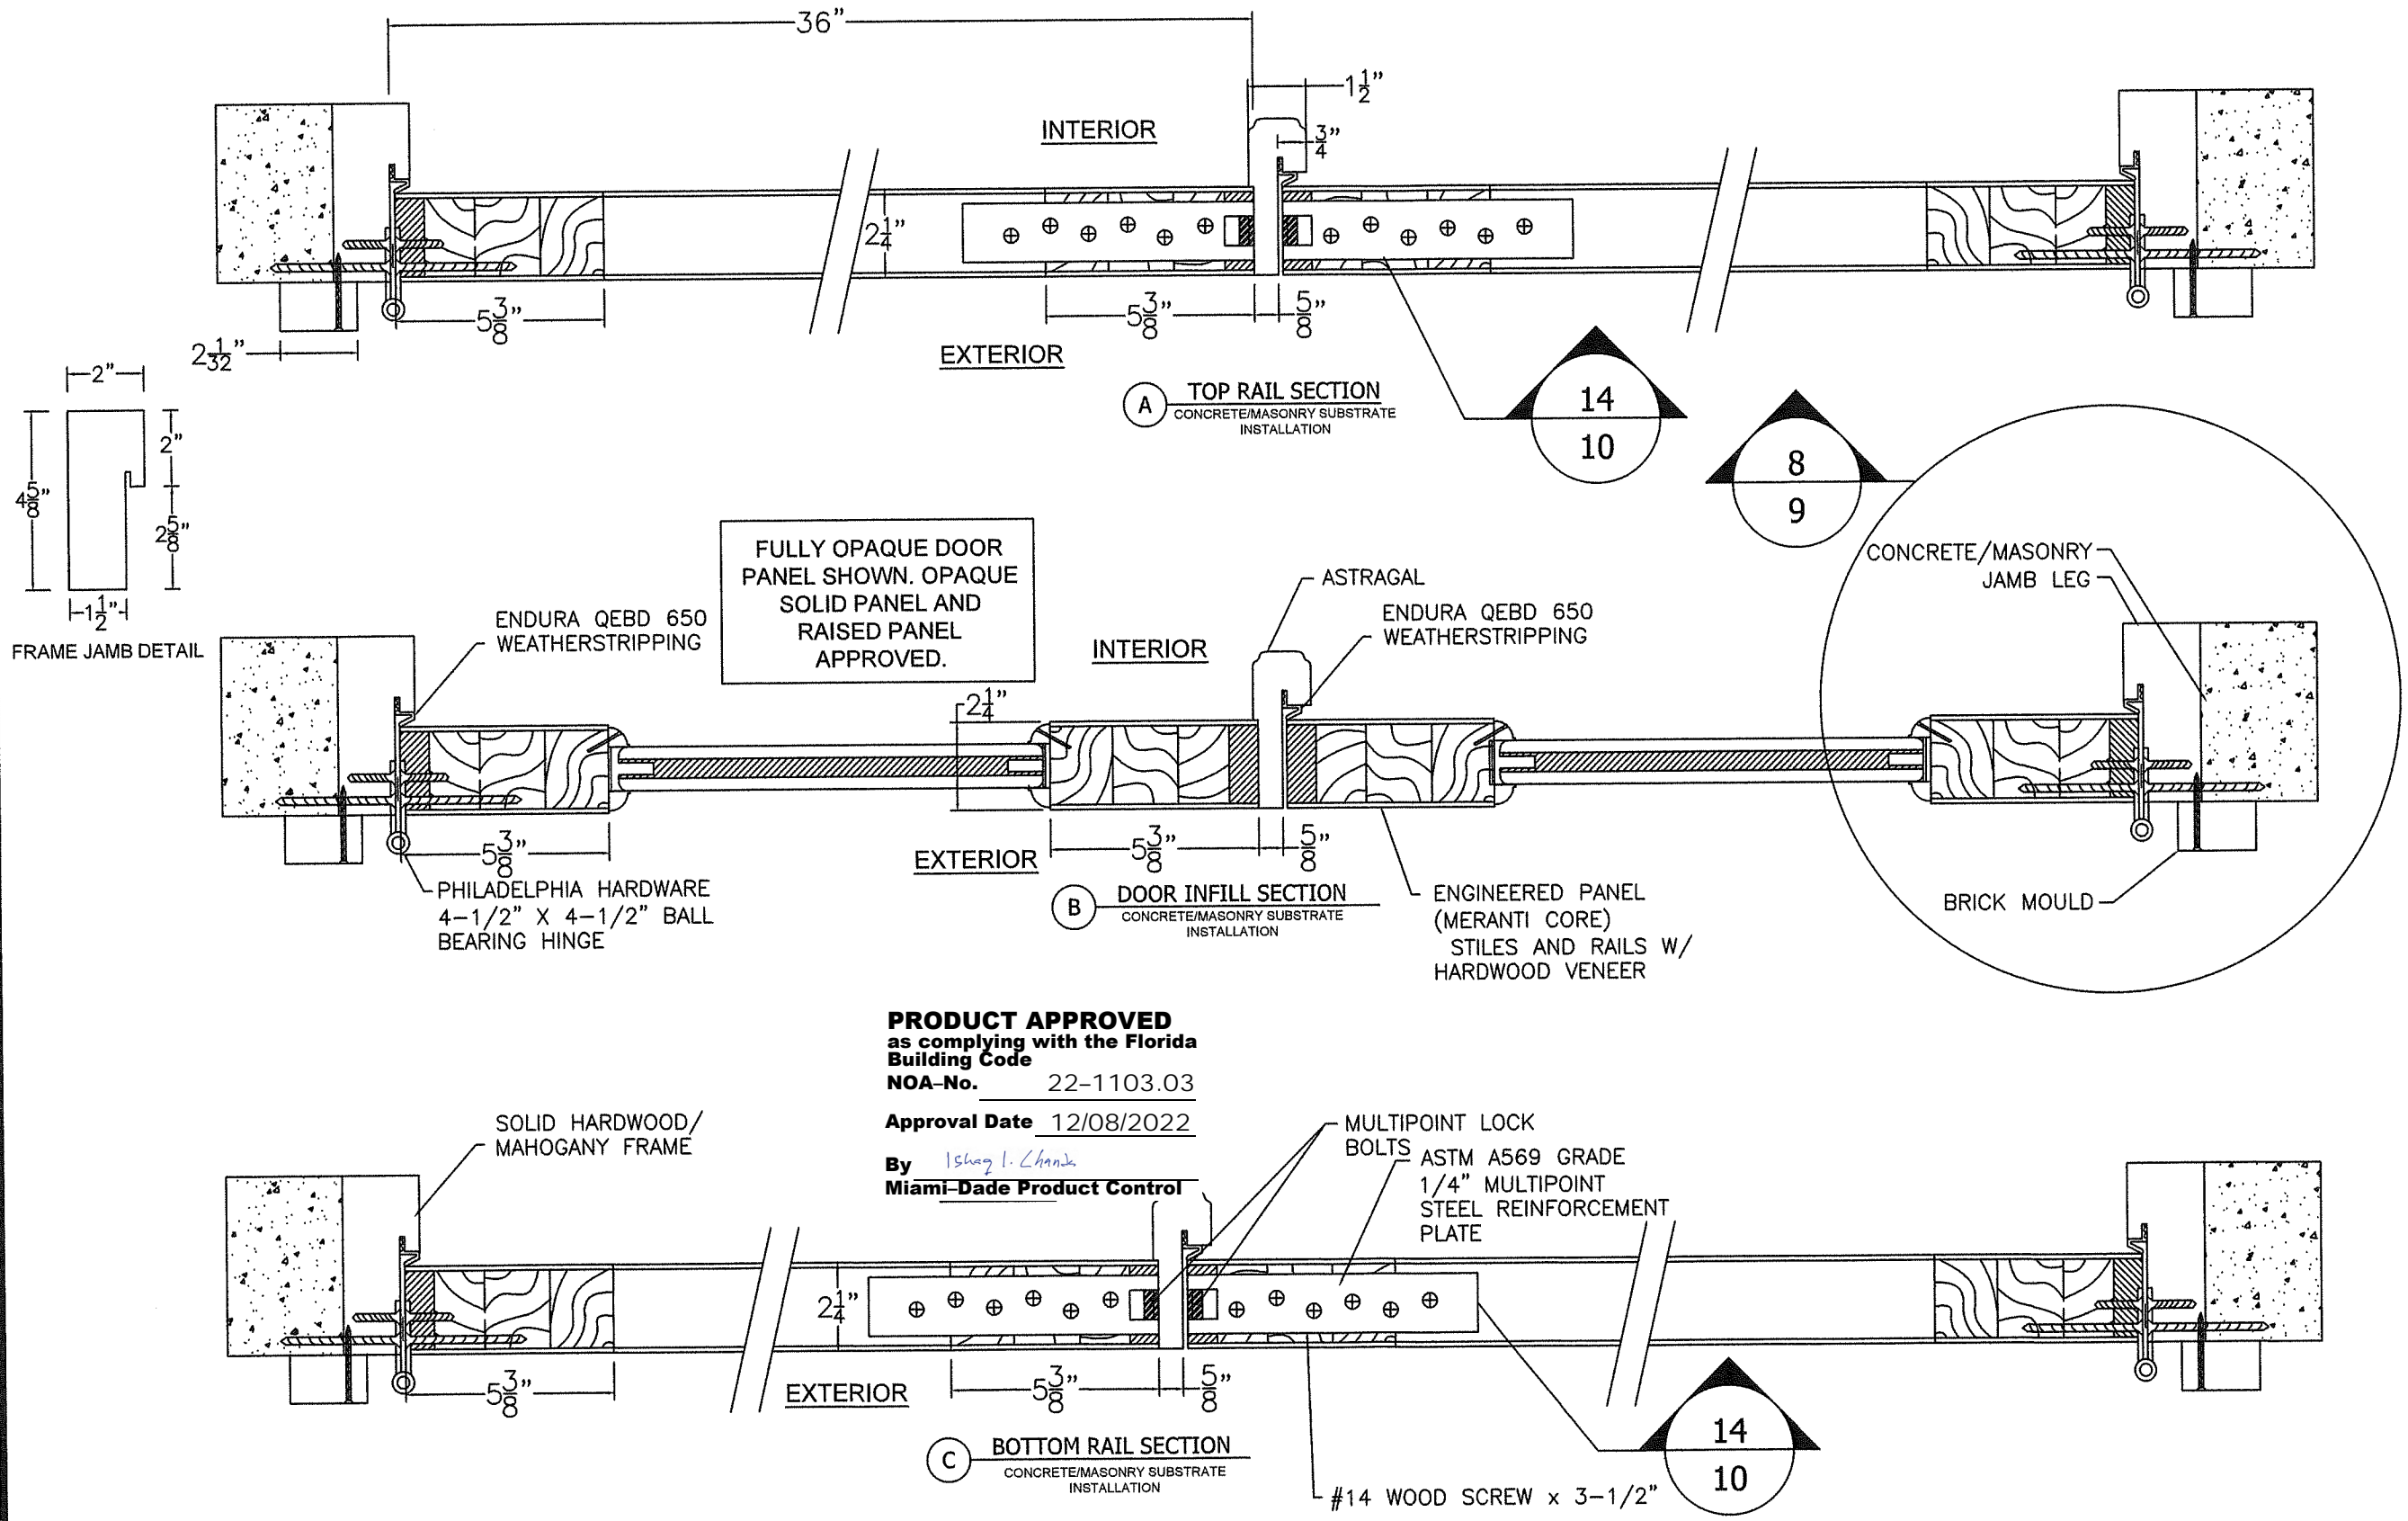 36"
1 1/2"
INTERIOR
3/4"
2 1/4"
5 3/8"
5 3/8"
5/8"
2 1/32"
EXTERIOR
A
TOP RAIL SECTION
CONCRETE/MASONRY SUBSTRATE
INSTALLATION
14
10
2"
2"
4 5/8"
2 5/8"
1 1/2"
FRAME JAMB DETAIL
8
9
FULLY OPAQUE DOOR
PANEL SHOWN. OPAQUE
SOLID PANEL AND
RAISED PANEL
APPROVED.
ENDURA QEBD 650
WEATHERSTRIPPING
ASTRAGAL
ENDURA QEBD 650
WEATHERSTRIPPING
INTERIOR
CONCRETE/MASONRY
JAMB LEG
2 1/4"
5 3/8"
5 3/8"
5/8"
EXTERIOR
PHILADELPHIA HARDWARE
4-1/2" X 4-1/2" BALL
BEARING HINGE
B
DOOR INFILL SECTION
CONCRETE/MASONRY SUBSTRATE
INSTALLATION
ENGINEERED PANEL
(MERANTI CORE)
STILES AND RAILS W/
HARDWOOD VENEER
BRICK MOULD
PRODUCT APPROVED
as complying with the Florida
Building Code
NOA-No. 22-1103.03
Approval Date 12/08/2022
By Ishaq I. Chanda
Miami-Dade Product Control
SOLID HARDWOOD/
MAHOGANY FRAME
MULTIPOINT LOCK
BOLTS
ASTM A569 GRADE
1/4" MULTIPOINT
STEEL REINFORCEMENT
PLATE
2 1/4"
5 3/8"
5 3/8"
5/8"
EXTERIOR
C
BOTTOM RAIL SECTION
CONCRETE/MASONRY SUBSTRATE
INSTALLATION
14
10
#14 WOOD SCREW x 3-1/2"